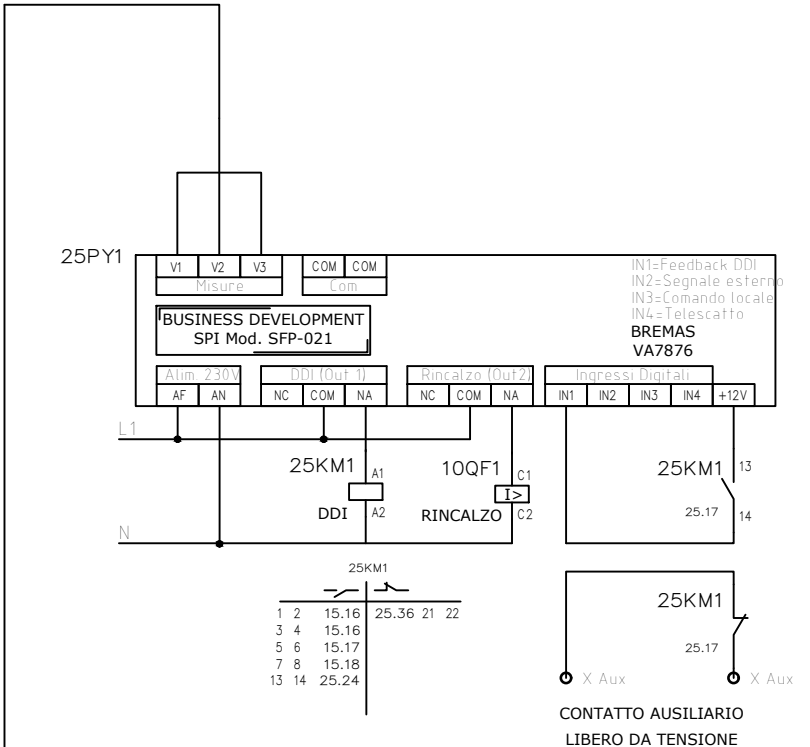 25PY1
V1 V2 V3 COM COM
Misure Com
IN1=Feedback DDI
IN2=Segnale esterno
IN3=Comando locale
IN4=Telescatto
BUSINESS DEVELOPMENT
SPI Mod. SFP-021
BREMAS
VA7876
Alim. 230V DDI (Out 1) Rincalzo (Out2) Ingressi Digitali
AF AN NC COM NA NC COM NA IN1 IN2 IN3 IN4 +12V
L1
25KM1 A1 10QF1 C1 25KM1 13
I>
DDI A2 RINCALZO C2 25.17 14
N
25KM1
1 2 15.16 25.36 21 22
3 4 15.16
5 6 15.17
7 8 15.18
13 14 25.24
25KM1
25.17
X Aux X Aux
CONTATTO AUSILIARIO
LIBERO DA TENSIONE